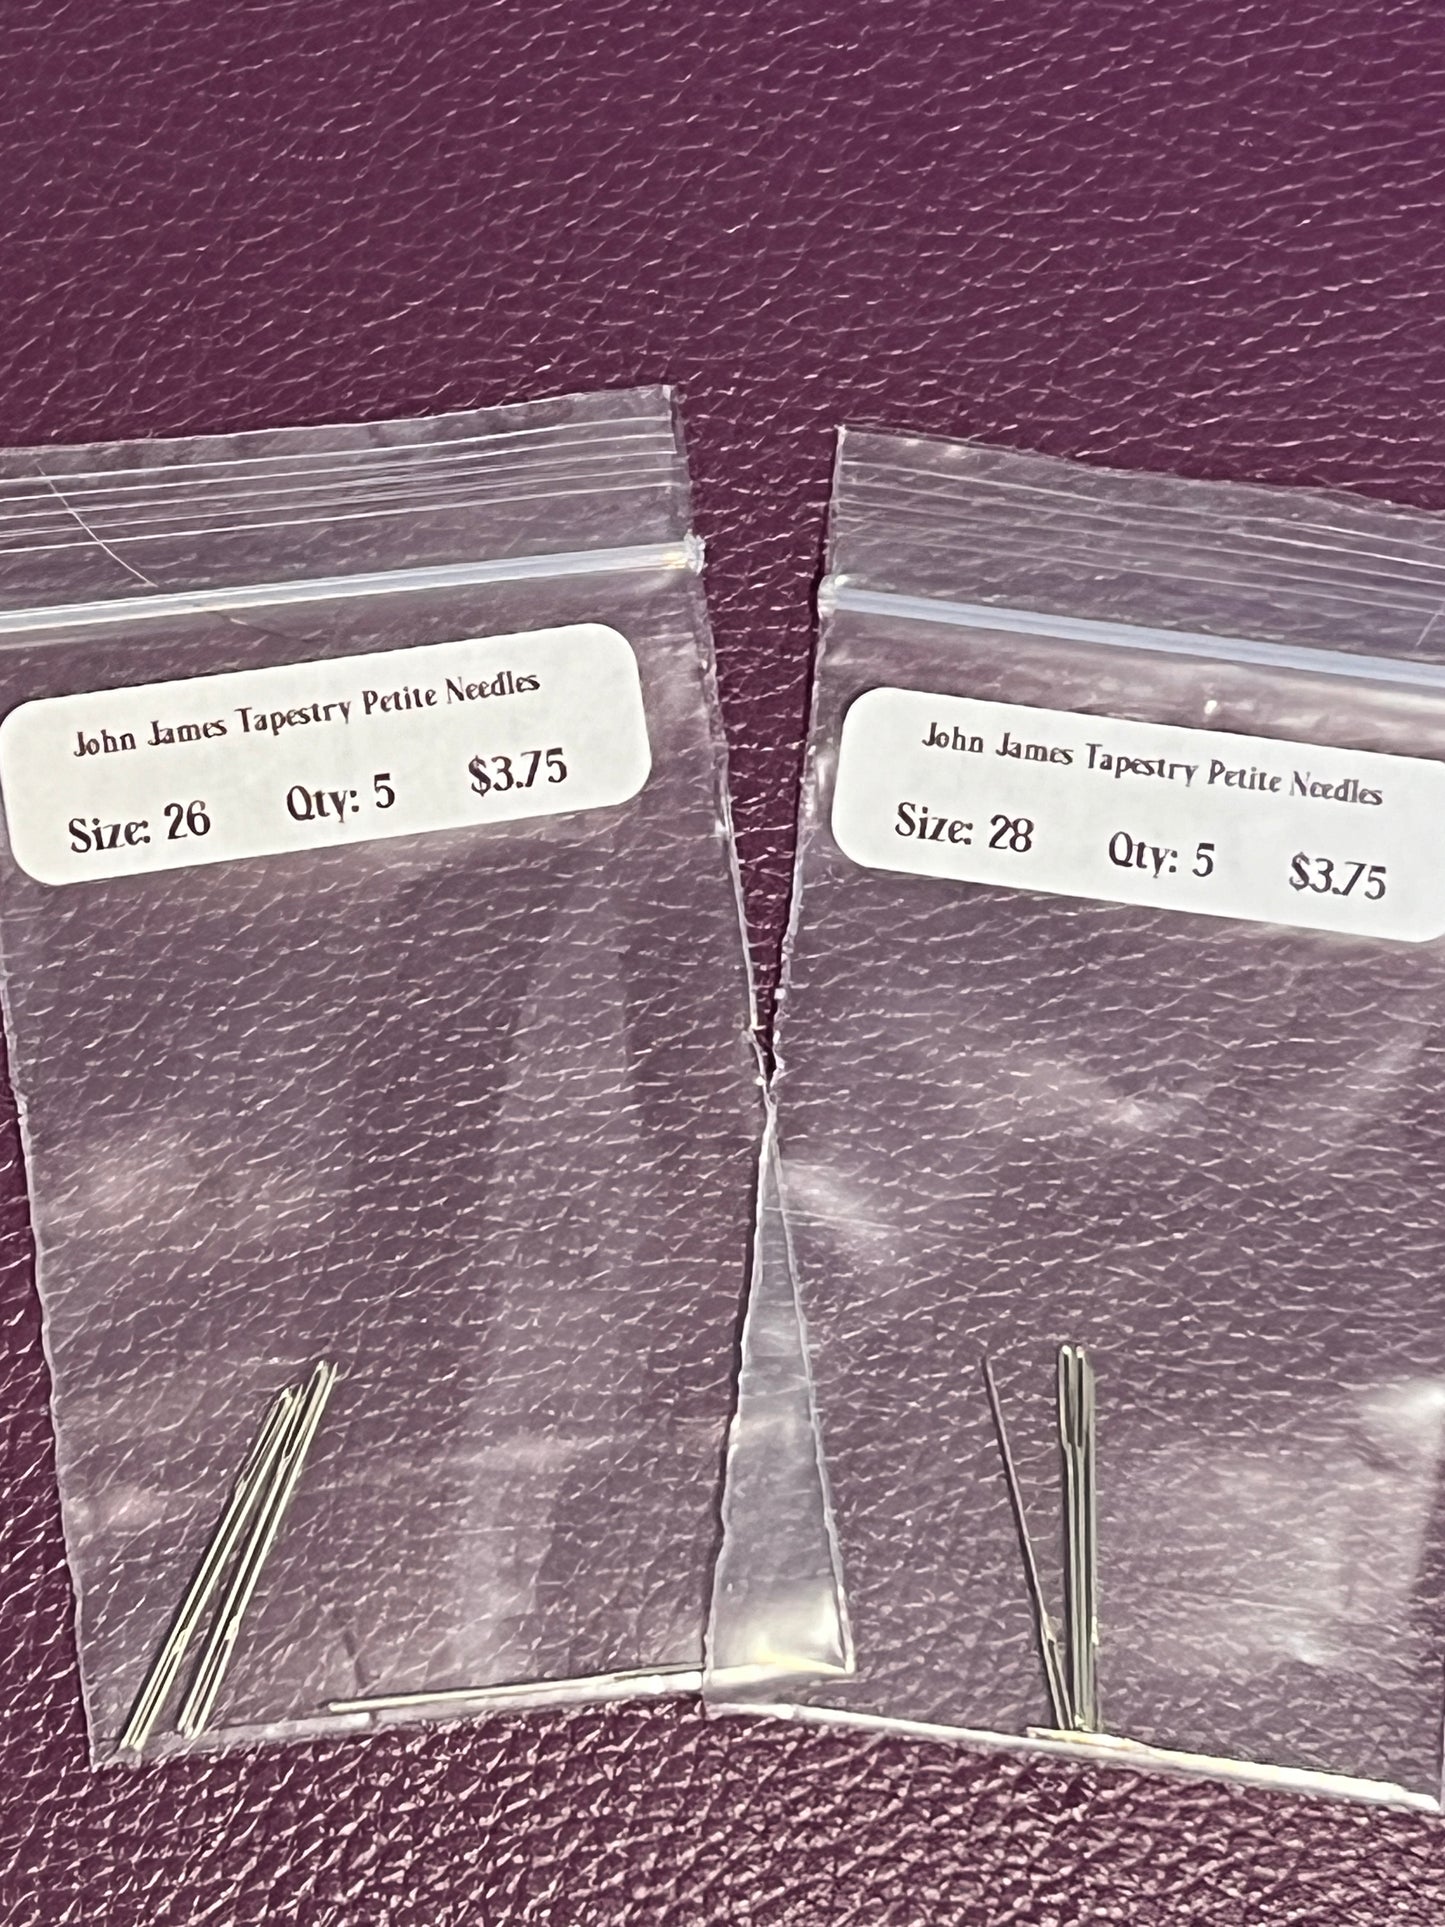 John James Tapestry Petite Needles
Size: 26 Qty: 5 $3.75
John James Tapestry Petite Needles
Size: 28 Qty: 5 $3.75